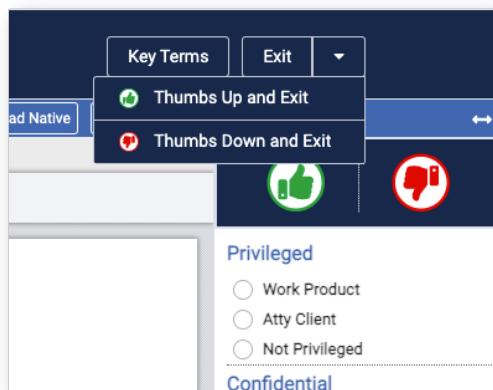 Key Terms
Exit
Thumbs Up and Exit
Thumbs Down and Exit
ad Native
Privileged
Work Product
Atty Client
Not Privileged
Confidential